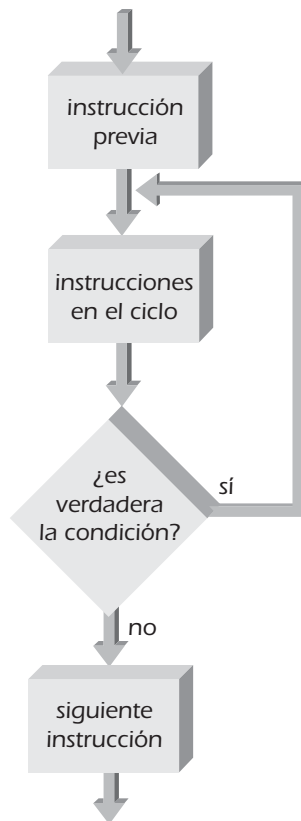 instrucción
previa
instrucciones
en el ciclo
¿es
verdadera
la condición?
sí
no
siguiente
instrucción